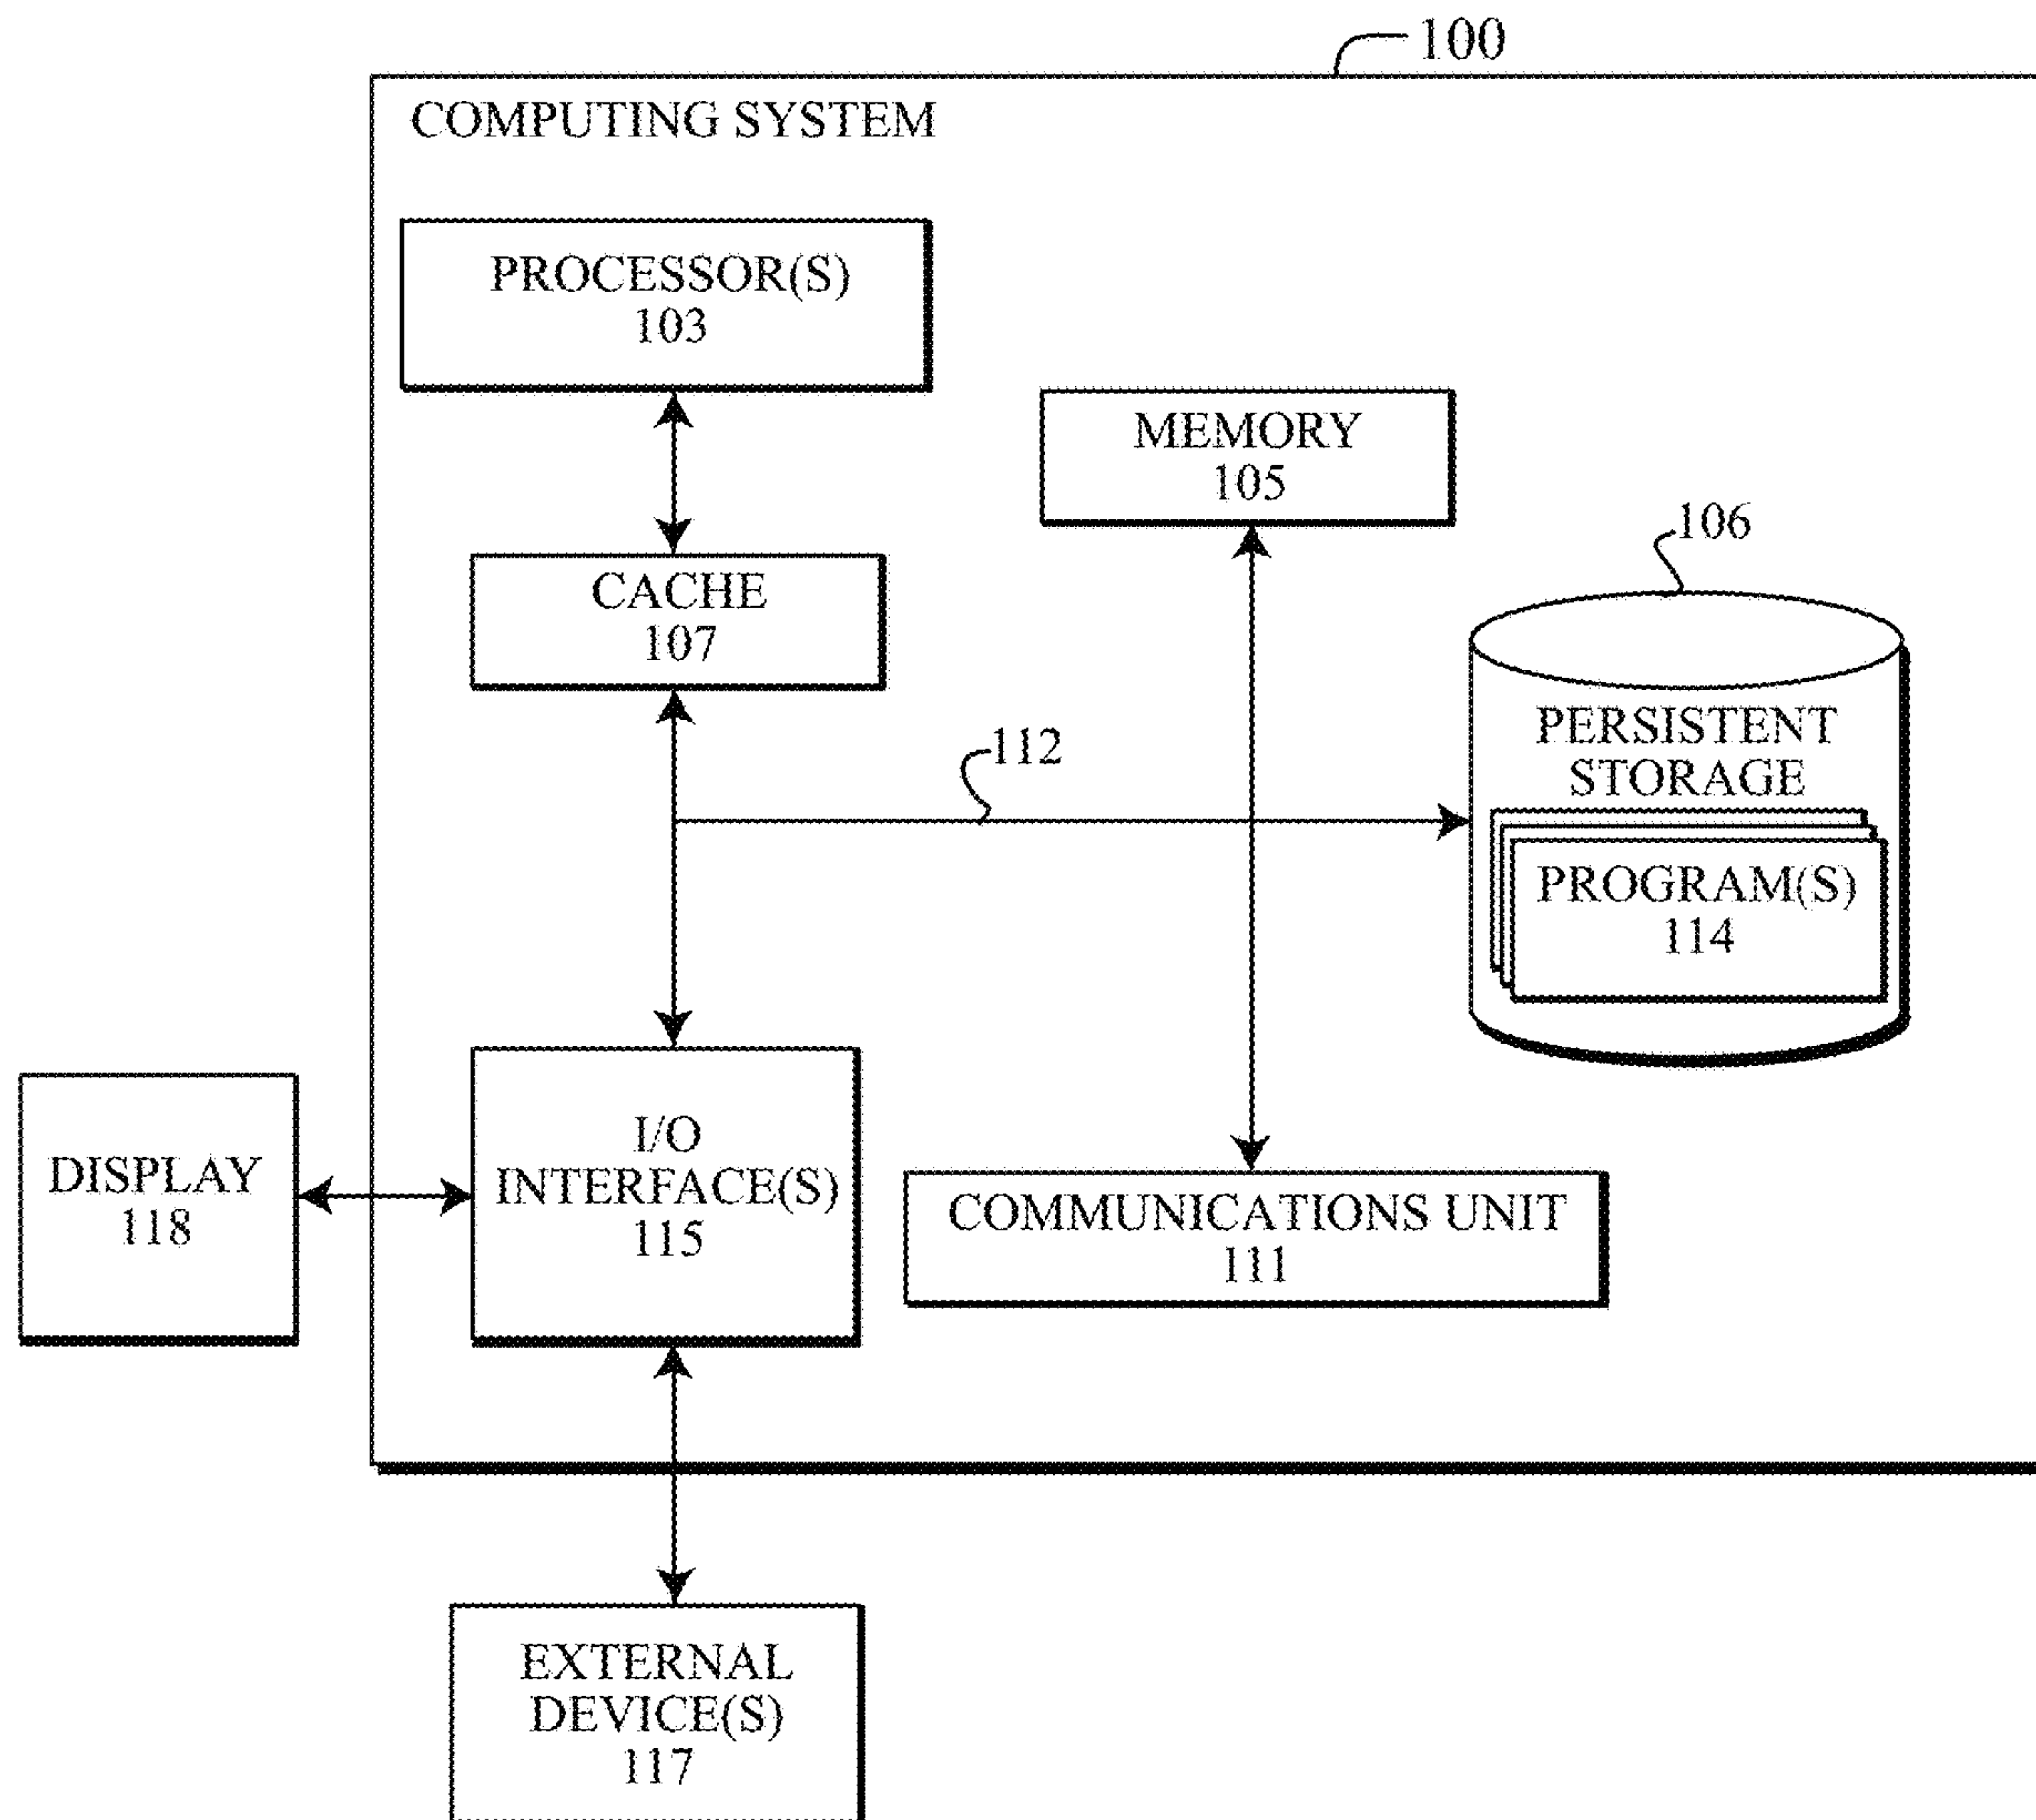 100
COMPUTING SYSTEM
PROCESSOR(S)
103
MEMORY
105
106
CACHE
107
112
PERSISTENT
STORAGE
PROGRAM(S)
114
I/O
INTERFACE(S)
115
DISPLAY
118
COMMUNICATIONS UNIT
111
EXTERNAL
DEVICE(S)
117